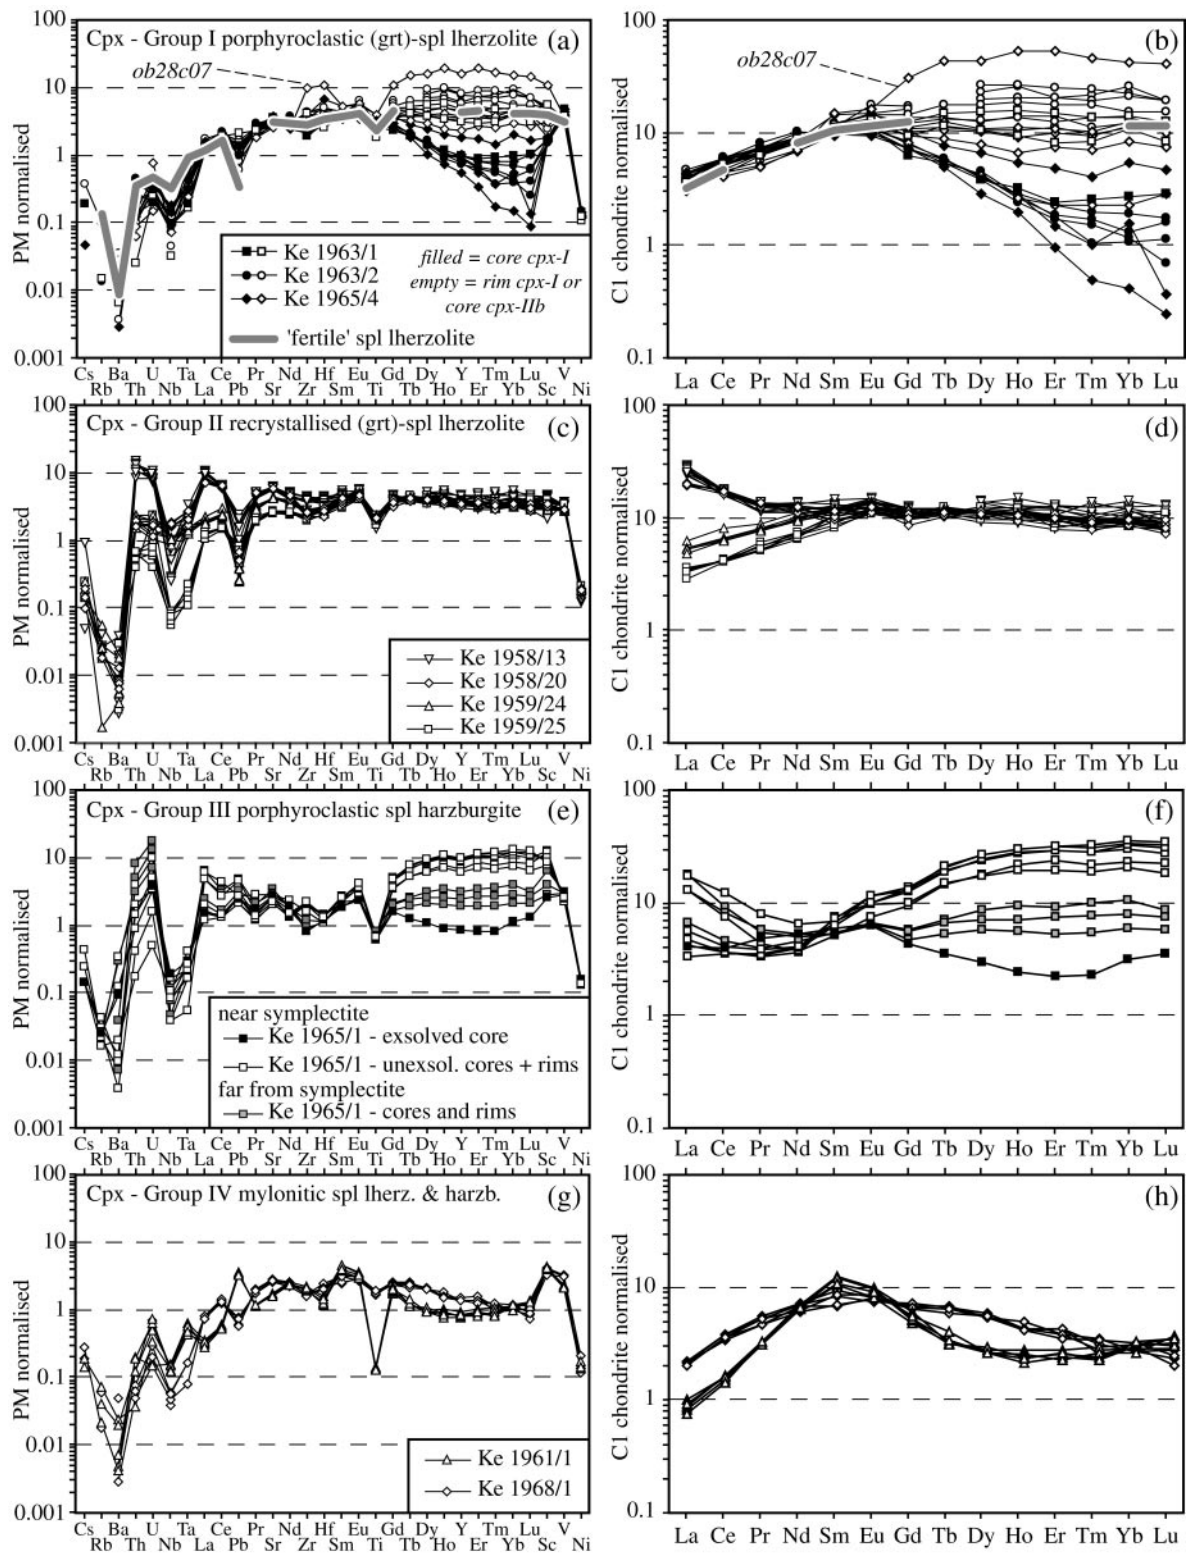 Cpx - Group I porphyroclastic (grt)-spl lherzolite (a)
ob28c07
PM normalised
100
10
1
0.1
0.01
0.001
Ke 1963/1
Ke 1963/2
Ke 1965/4
filled = core cpx-I
empty = rim cpx-I or
core cpx-IIb
'fertile' spl lherzolite
Cs Ba U Ta Ce Pr Nd Hf Eu Gd Dy Y Tm Lu V
Rb Th Nb La Pb Sr Zr Sm Ti Tb Ho Er Yb Sc Ni
(b)
ob28c07
C1 chondrite normalised
100
10
1
0.1
La Ce Pr Nd Sm Eu Gd Tb Dy Ho Er Tm Yb Lu
Cpx - Group II recrystallised (grt)-spl lherzolite (c)
PM normalised
100
10
1
0.1
0.01
0.001
Ke 1958/13
Ke 1958/20
Ke 1959/24
Ke 1959/25
Cs Ba U Ta Ce Pr Nd Hf Eu Gd Dy Y Tm Lu V
Rb Th Nb La Pb Sr Zr Sm Ti Tb Ho Er Yb Sc Ni
(d)
C1 chondrite normalised
100
10
1
0.1
La Ce Pr Nd Sm Eu Gd Tb Dy Ho Er Tm Yb Lu
Cpx - Group III porphyroclastic spl harzburgite (e)
PM normalised
100
10
1
0.1
0.01
0.001
near symplectite
Ke 1965/1 - exsolved core
Ke 1965/1 - unexsol. cores + rims
far from symplectite
Ke 1965/1 - cores and rims
Cs Ba U Ta Ce Pr Nd Hf Eu Gd Dy Y Tm Lu V
Rb Th Nb La Pb Sr Zr Sm Ti Tb Ho Er Yb Sc Ni
(f)
C1 chondrite normalised
100
10
1
0.1
La Ce Pr Nd Sm Eu Gd Tb Dy Ho Er Tm Yb Lu
Cpx - Group IV mylonitic spl lherz. & harzb. (g)
PM normalised
100
10
1
0.1
0.01
0.001
Ke 1961/1
Ke 1968/1
Cs Ba U Ta Ce Pr Nd Hf Eu Gd Dy Y Tm Lu V
Rb Th Nb La Pb Sr Zr Sm Ti Tb Ho Er Yb Sc Ni
(h)
C1 chondrite normalised
100
10
1
0.1
La Ce Pr Nd Sm Eu Gd Tb Dy Ho Er Tm Yb Lu